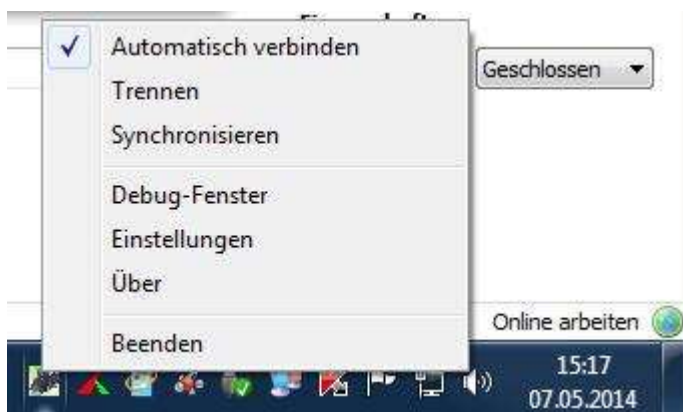 Automatisch verbinden
Geschlossen
Trennen
Synchronisieren
Debug-Fenster
Einstellungen
Über
Online arbeiten
Beenden
15:17
07.05.2014